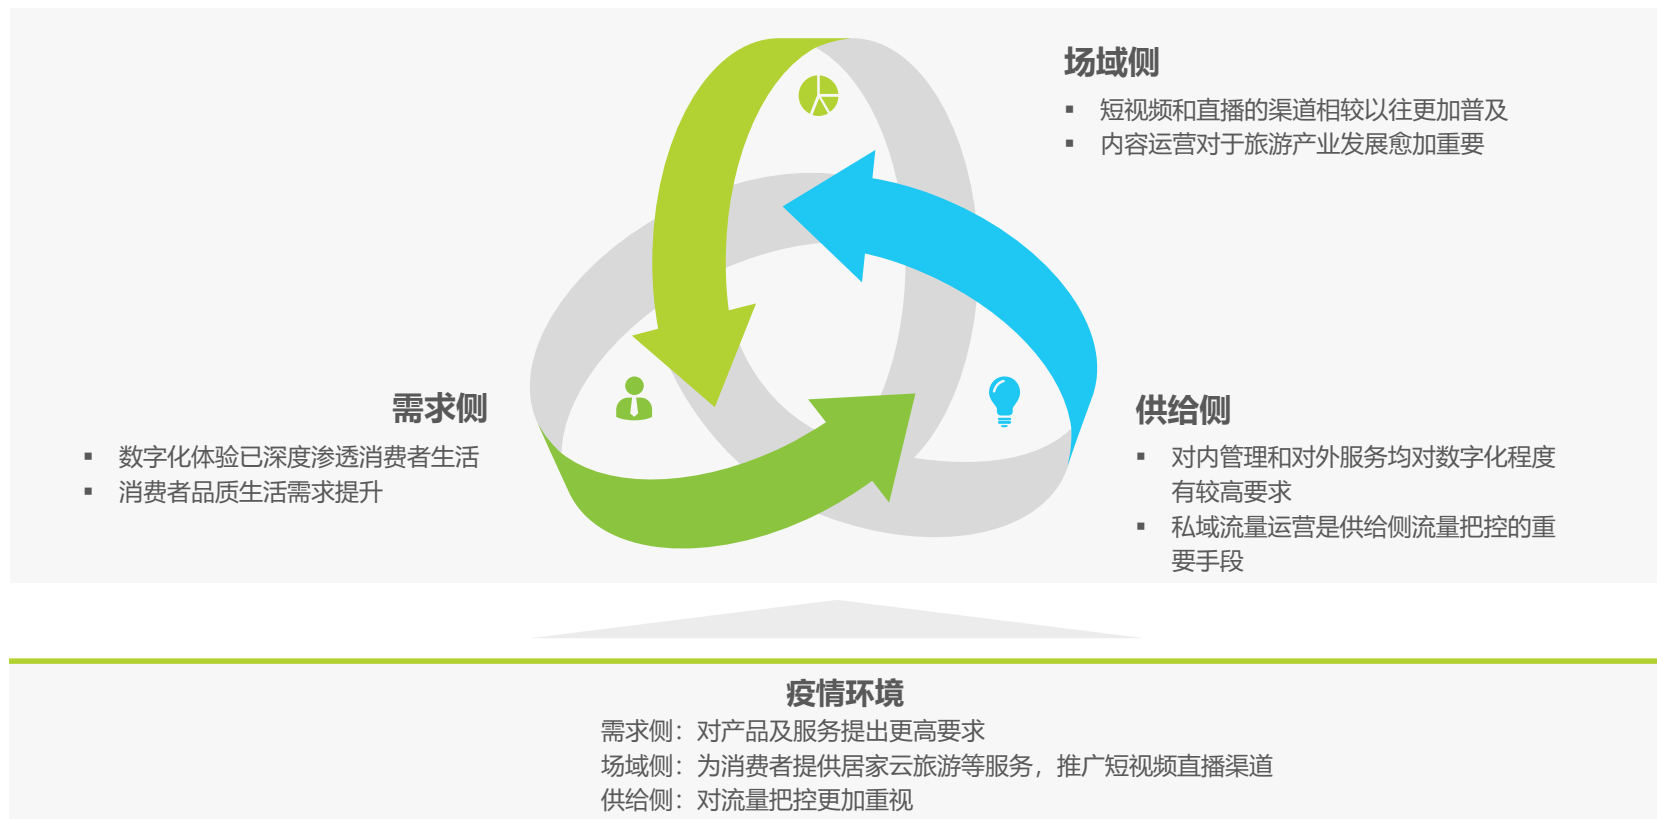 场域侧
▪ 短视频和直播的渠道相较以往更加普及
▪ 内容运营对于旅游产业发展愈加重要
需求侧
▪ 数字化体验已深度渗透消费者生活
▪ 消费者品质生活需求提升
供给侧
▪ 对内管理和对外服务均对数字化程度
有较高要求
▪ 私域流量运营是供给侧流量把控的重
要手段
疫情环境
需求侧：对产品及服务提出更高要求
场域侧：为消费者提供居家云旅游等服务，推广短视频直播渠道
供给侧：对流量把控更加重视